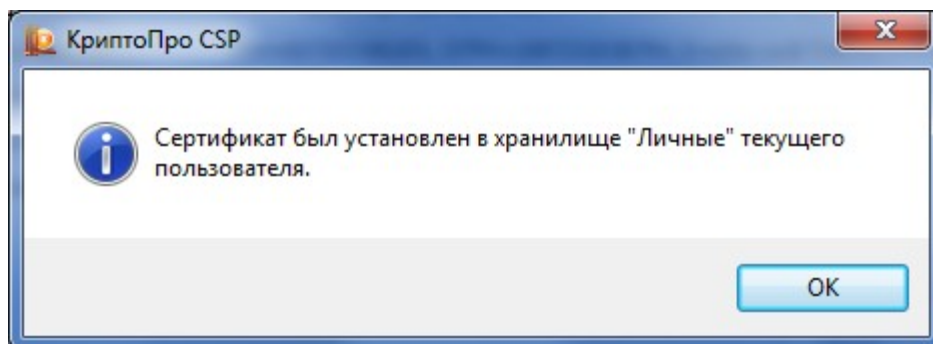 КриптоПро CSP
Сертификат был установлен в хранилище "Личные" текущего
пользователя.
OK